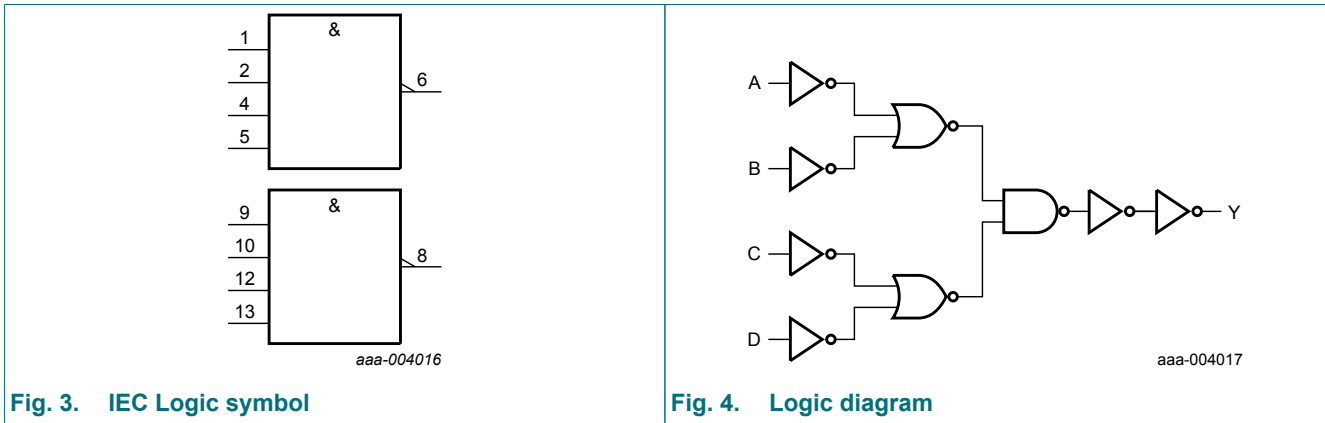 &
1
2
4
5
6
&
9
10
12
13
8
aaa-004016
Fig. 3. IEC Logic symbol
A
B
C
D
Y
aaa-004017
Fig. 4. Logic diagram